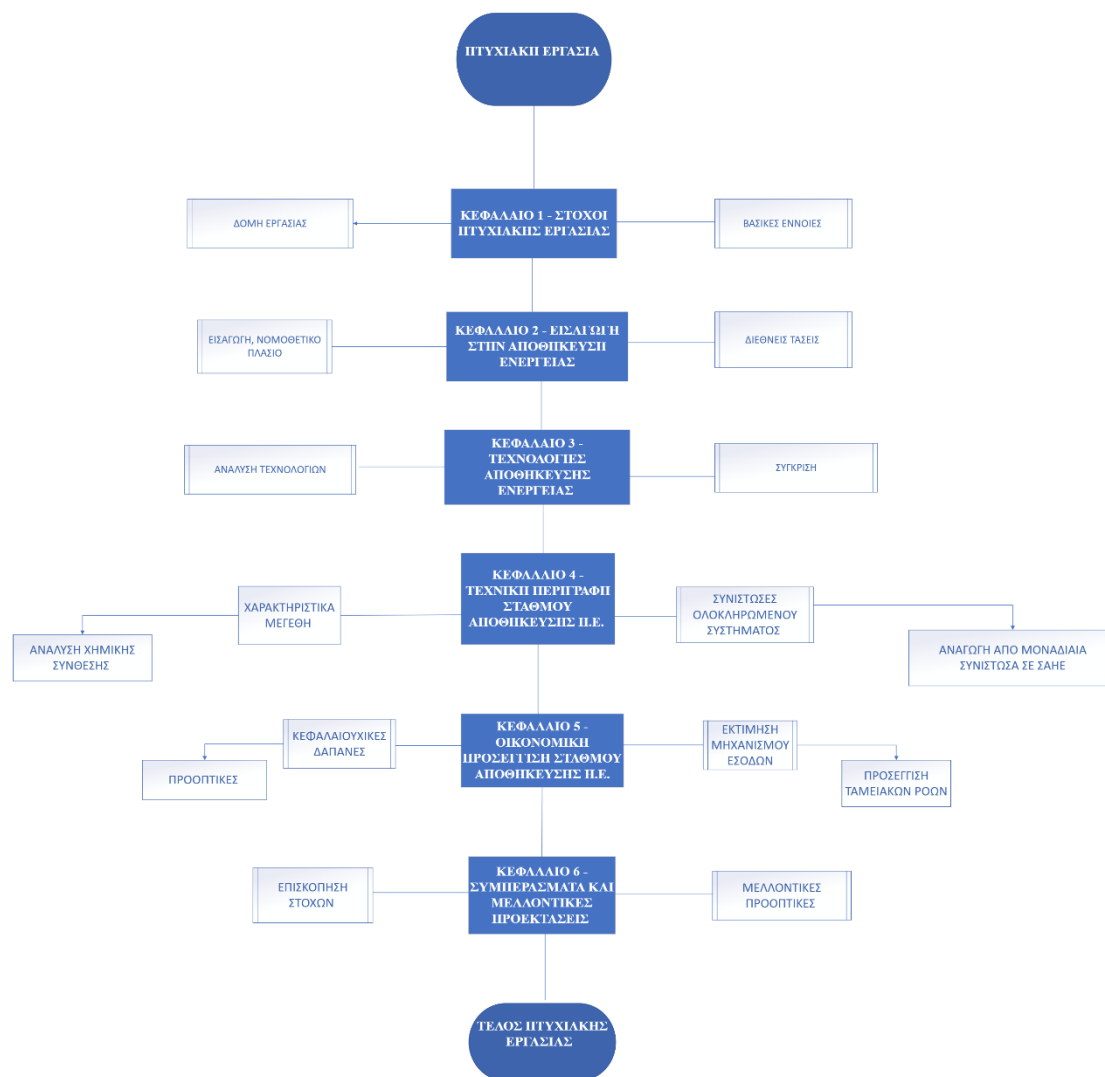 ΠΤΥΧΙΑΚΗ ΕΡΓΑΣΙΑ
ΔΟΜΗ ΕΡΓΑΣΙΑΣ
ΚΕΦΑΛΑΙΟ 1 - ΣΤΟΧΟΙ
ΠΤΥΧΙΑΚΗΣ ΕΡΓΑΣΙΑΣ
ΒΑΣΙΚΕΣ ΕΝΝΟΙΕΣ
ΕΙΣΑΓΩΓΗ, ΝΟΜΟΘΕΤΙΚΟ
ΠΛΑΣΙΟ
ΚΕΦΑΛΑΙΟ 2 - ΕΙΣΑΓΩΓΗ
ΣΤΗΝ ΑΠΟΘΗΚΕΥΣΗ
ΕΝΕΡΓΕΙΑΣ
ΔΙΕΘΝΕΙΣ ΤΑΣΕΙΣ
ΑΝΑΛΥΣΗ ΤΕΧΝΟΛΟΓΙΩΝ
ΚΕΦΑΛΑΙΟ 3 -
ΤΕΧΝΟΛΟΓΙΕΣ
ΑΠΟΘΗΚΕΥΣΗΣ
ΕΝΕΡΓΕΙΑΣ
ΣΥΓΚΡΙΣΗ
ΑΝΑΛΥΣΗ ΧΗΜΙΚΗΣ
ΣΥΝΘΕΣΗΣ
ΧΑΡΑΚΤΗΡΙΣΤΙΚΑ
ΜΕΓΕΘΗ
ΚΕΦΑΛΑΙΟ 4 -
ΤΕΧΝΙΚΗ ΠΕΡΙΓΡΑΦΗ
ΣΤΑΘΜΟΥ
ΑΠΟΘΗΚΕΥΣΗΣ Η.Ε.
ΣΥΝΙΣΤΩΣΕΣ
ΟΛΟΚΛΗΡΩΜΕΝΟΥ
ΣΥΣΤΗΜΑΤΟΣ
ΑΝΑΓΩΓΗ ΑΠΟ ΜΟΝΑΔΙΑΙΑ
ΣΥΝΙΣΤΩΣΑ ΣΕ ΣΑΗΕ
ΠΡΟΟΠΤΙΚΕΣ
ΚΕΦΑΛΑΙΟΥΧΙΚΕΣ
ΔΑΠΑΝΕΣ
ΚΕΦΑΛΑΙΟ 5 -
ΟΙΚΟΝΟΜΙΚΗ
ΠΡΟΣΕΓΓΙΣΗ ΣΤΑΘΜΟΥ
ΑΠΟΘΗΚΕΥΣΗΣ Η.Ε.
ΕΚΤΙΜΗΣΗ
ΜΗΧΑΝΙΣΜΟΥ
ΕΣΟΔΩΝ
ΠΡΟΣΕΓΓΙΣΗ
ΤΑΜΕΙΑΚΩΝ ΡΟΩΝ
ΕΠΙΣΚΟΠΗΣΗ
ΣΤΟΧΩΝ
ΚΕΦΑΛΑΙΟ 6 -
ΣΥΜΠΕΡΑΣΜΑΤΑ ΚΑΙ
ΜΕΛΛΟΝΤΙΚΕΣ
ΠΡΟΕΚΤΑΣΕΙΣ
ΜΕΛΛΟΝΤΙΚΕΣ
ΠΡΟΟΠΤΙΚΕΣ
ΤΕΛΟΣ ΠΤΥΧΙΑΚΗΣ
ΕΡΓΑΣΙΑΣ